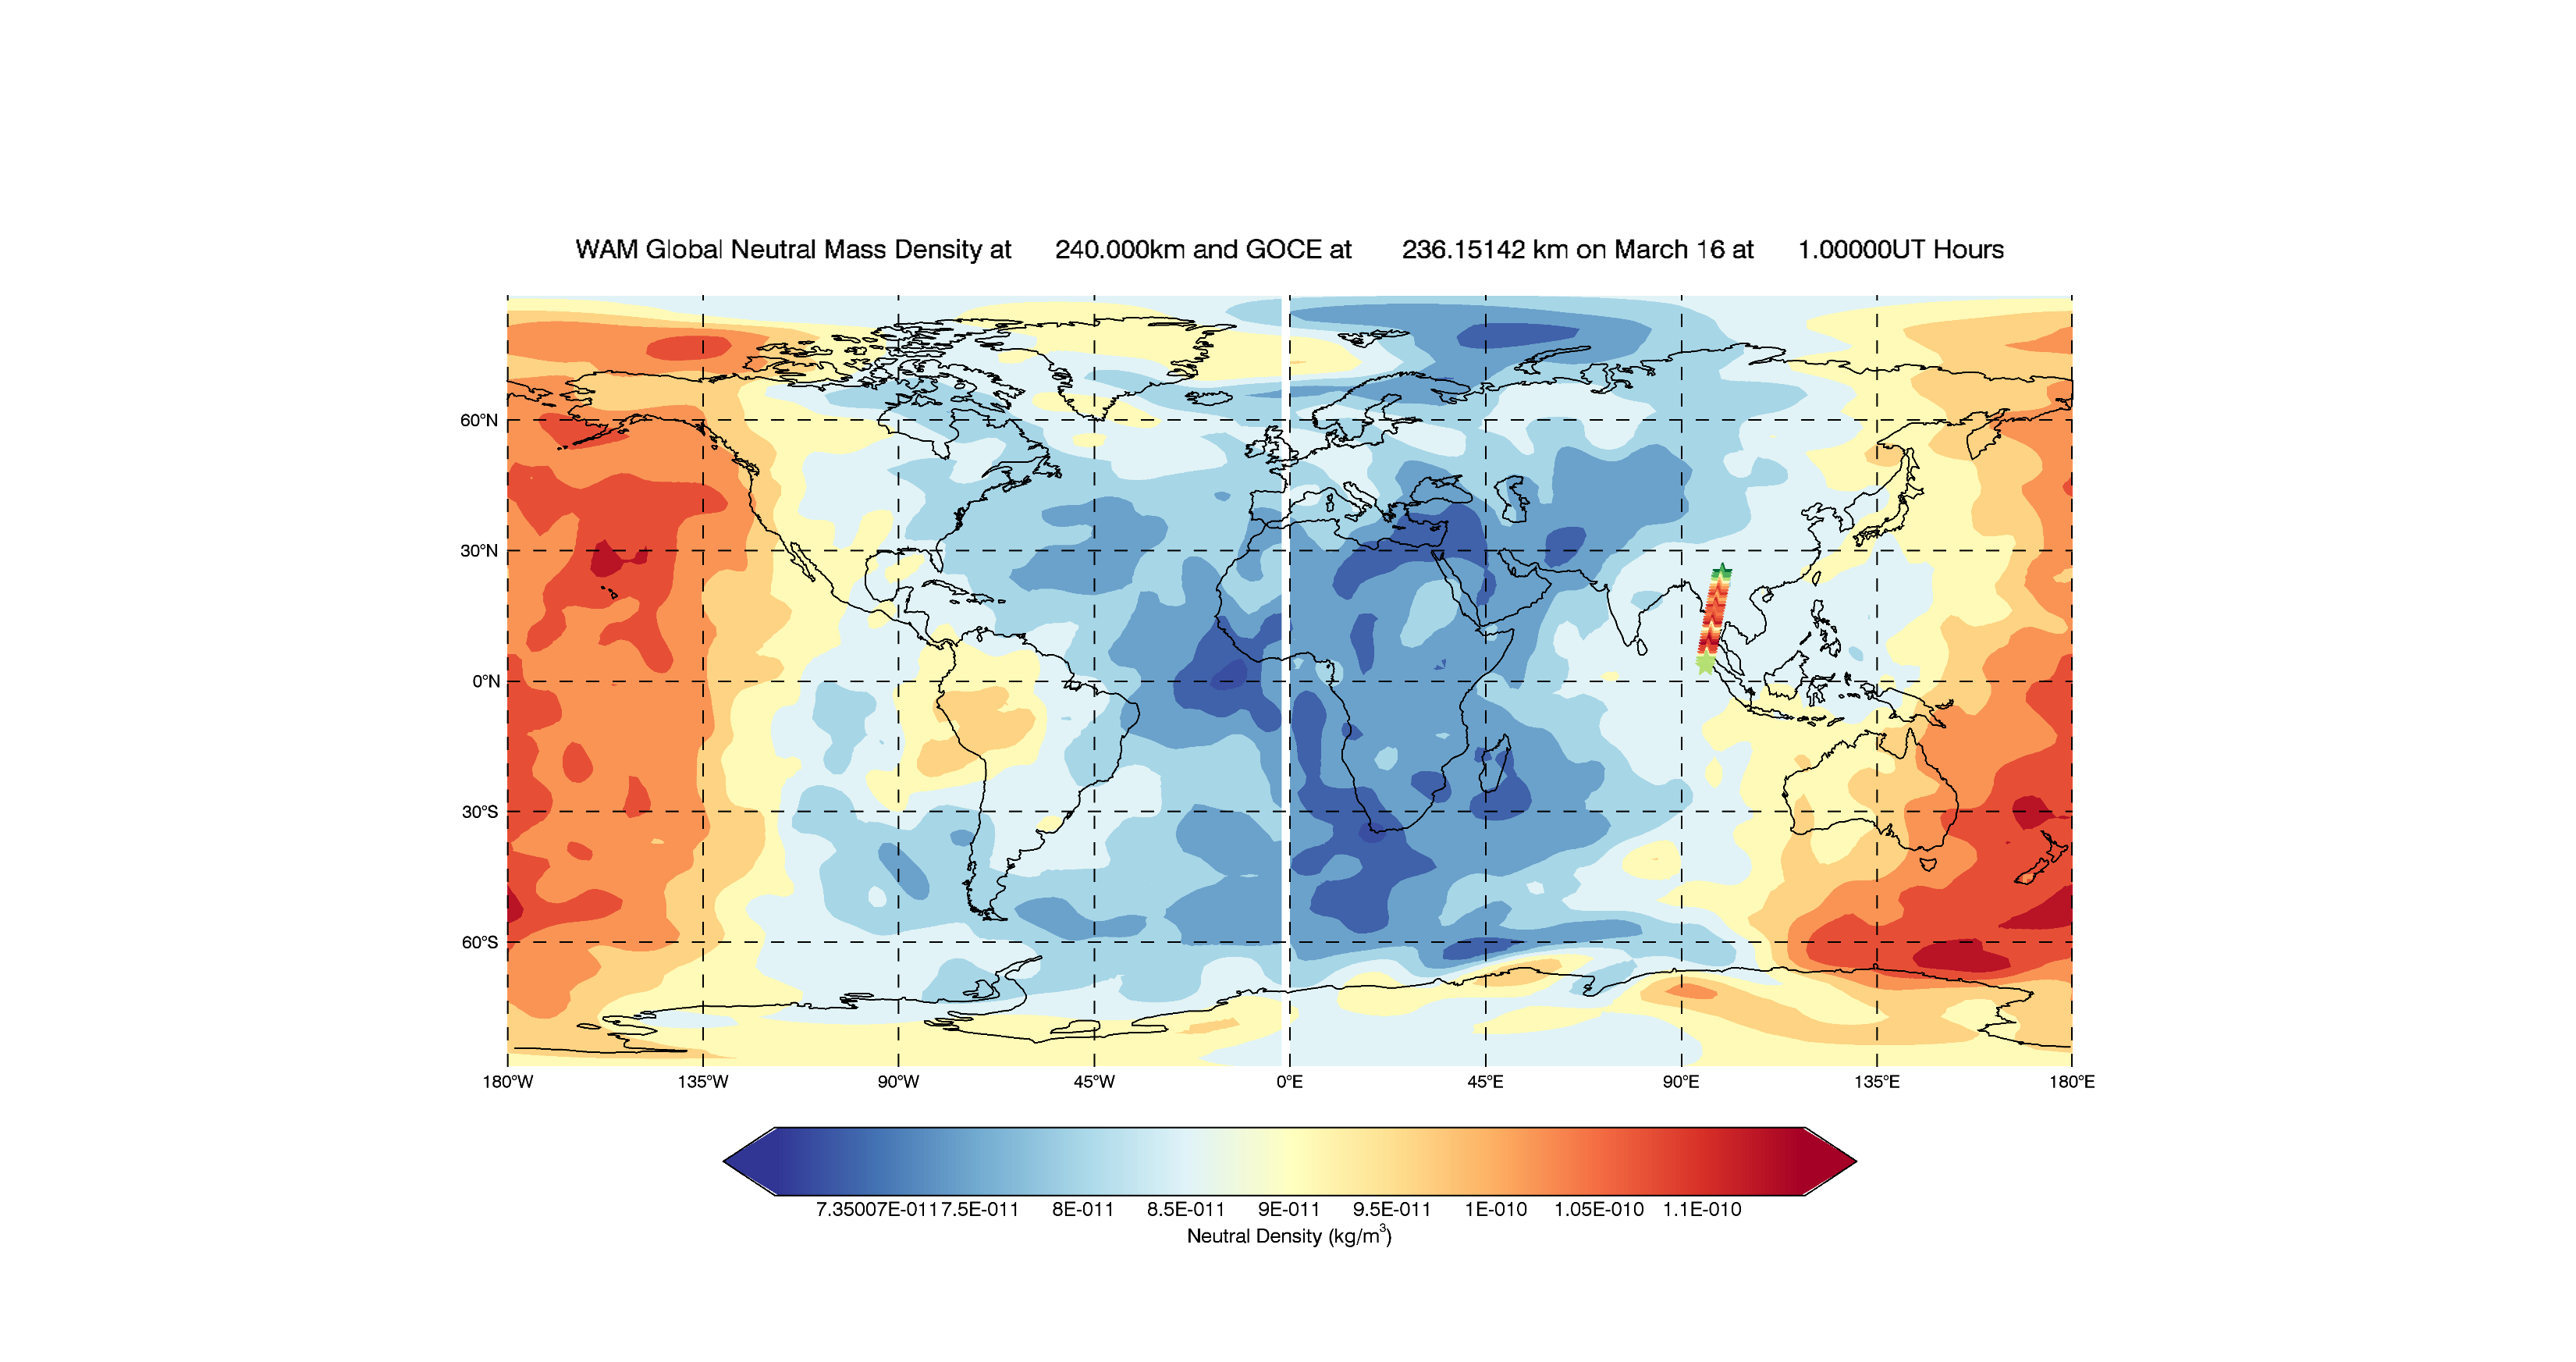 WAM Global Neutral Mass Density at 240.000km and GOCE at 236.15142 km on March 16 at 1.00000UT Hours
60°N
30°N
0°N
30°S
60°S
180°W 135°W 90°W 45°W 0°E 45°E 90°E 135°E 180°E
7.35007E-011 7.5E-011 8E-011 8.5E-011 9E-011 9.5E-011 1E-010 1.05E-010 1.1E-010
Neutral Density (kg/m³)